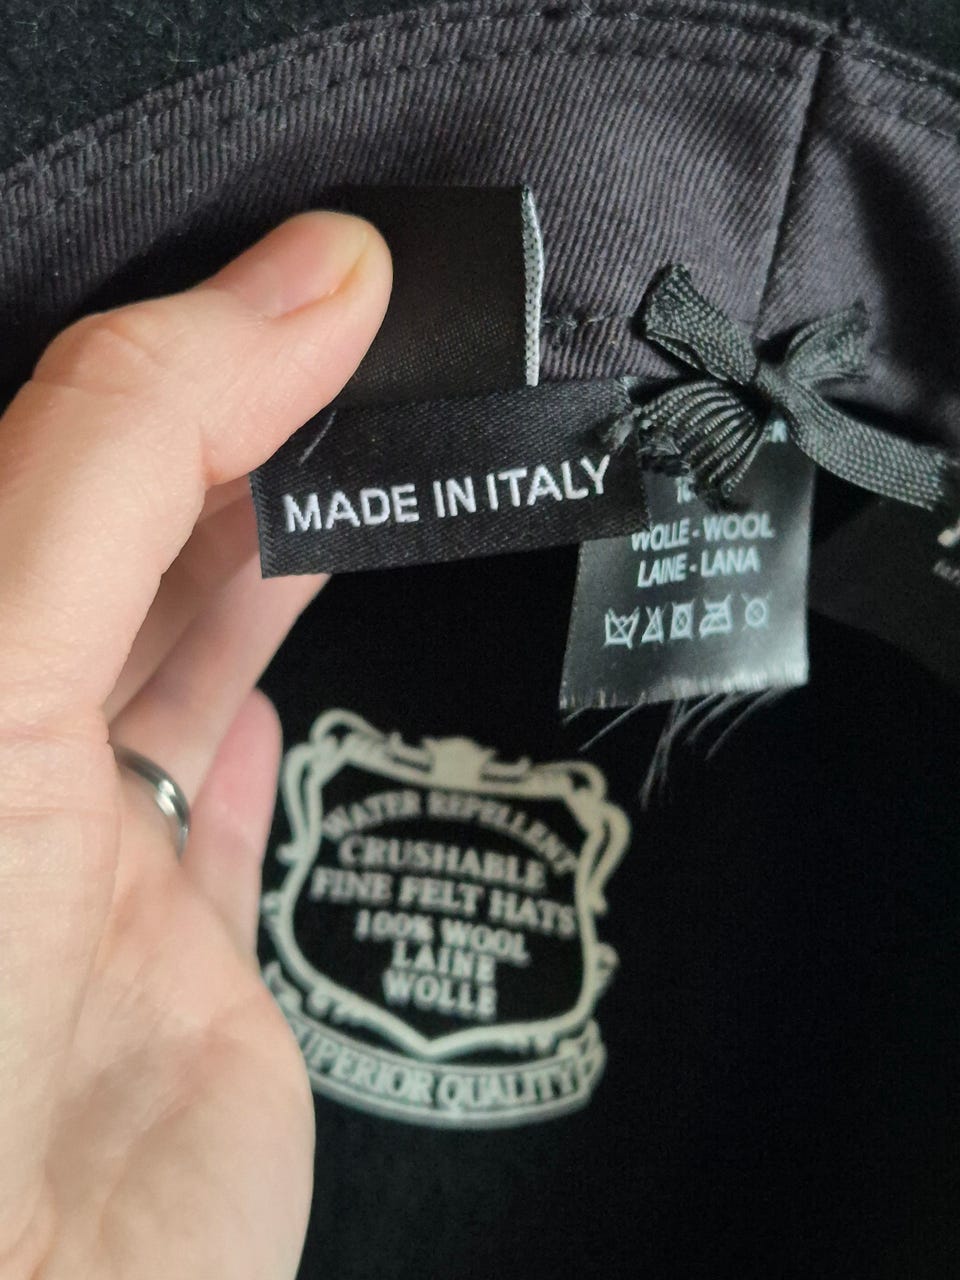 MADE IN ITALY
WOLLE - WOOL
LAINE - LANA
WATER REPELLENT
CRUSHABLE
FINE FELT HATS
100% WOOL
LAINE
WOLLE
SUPERIOR QUALITY